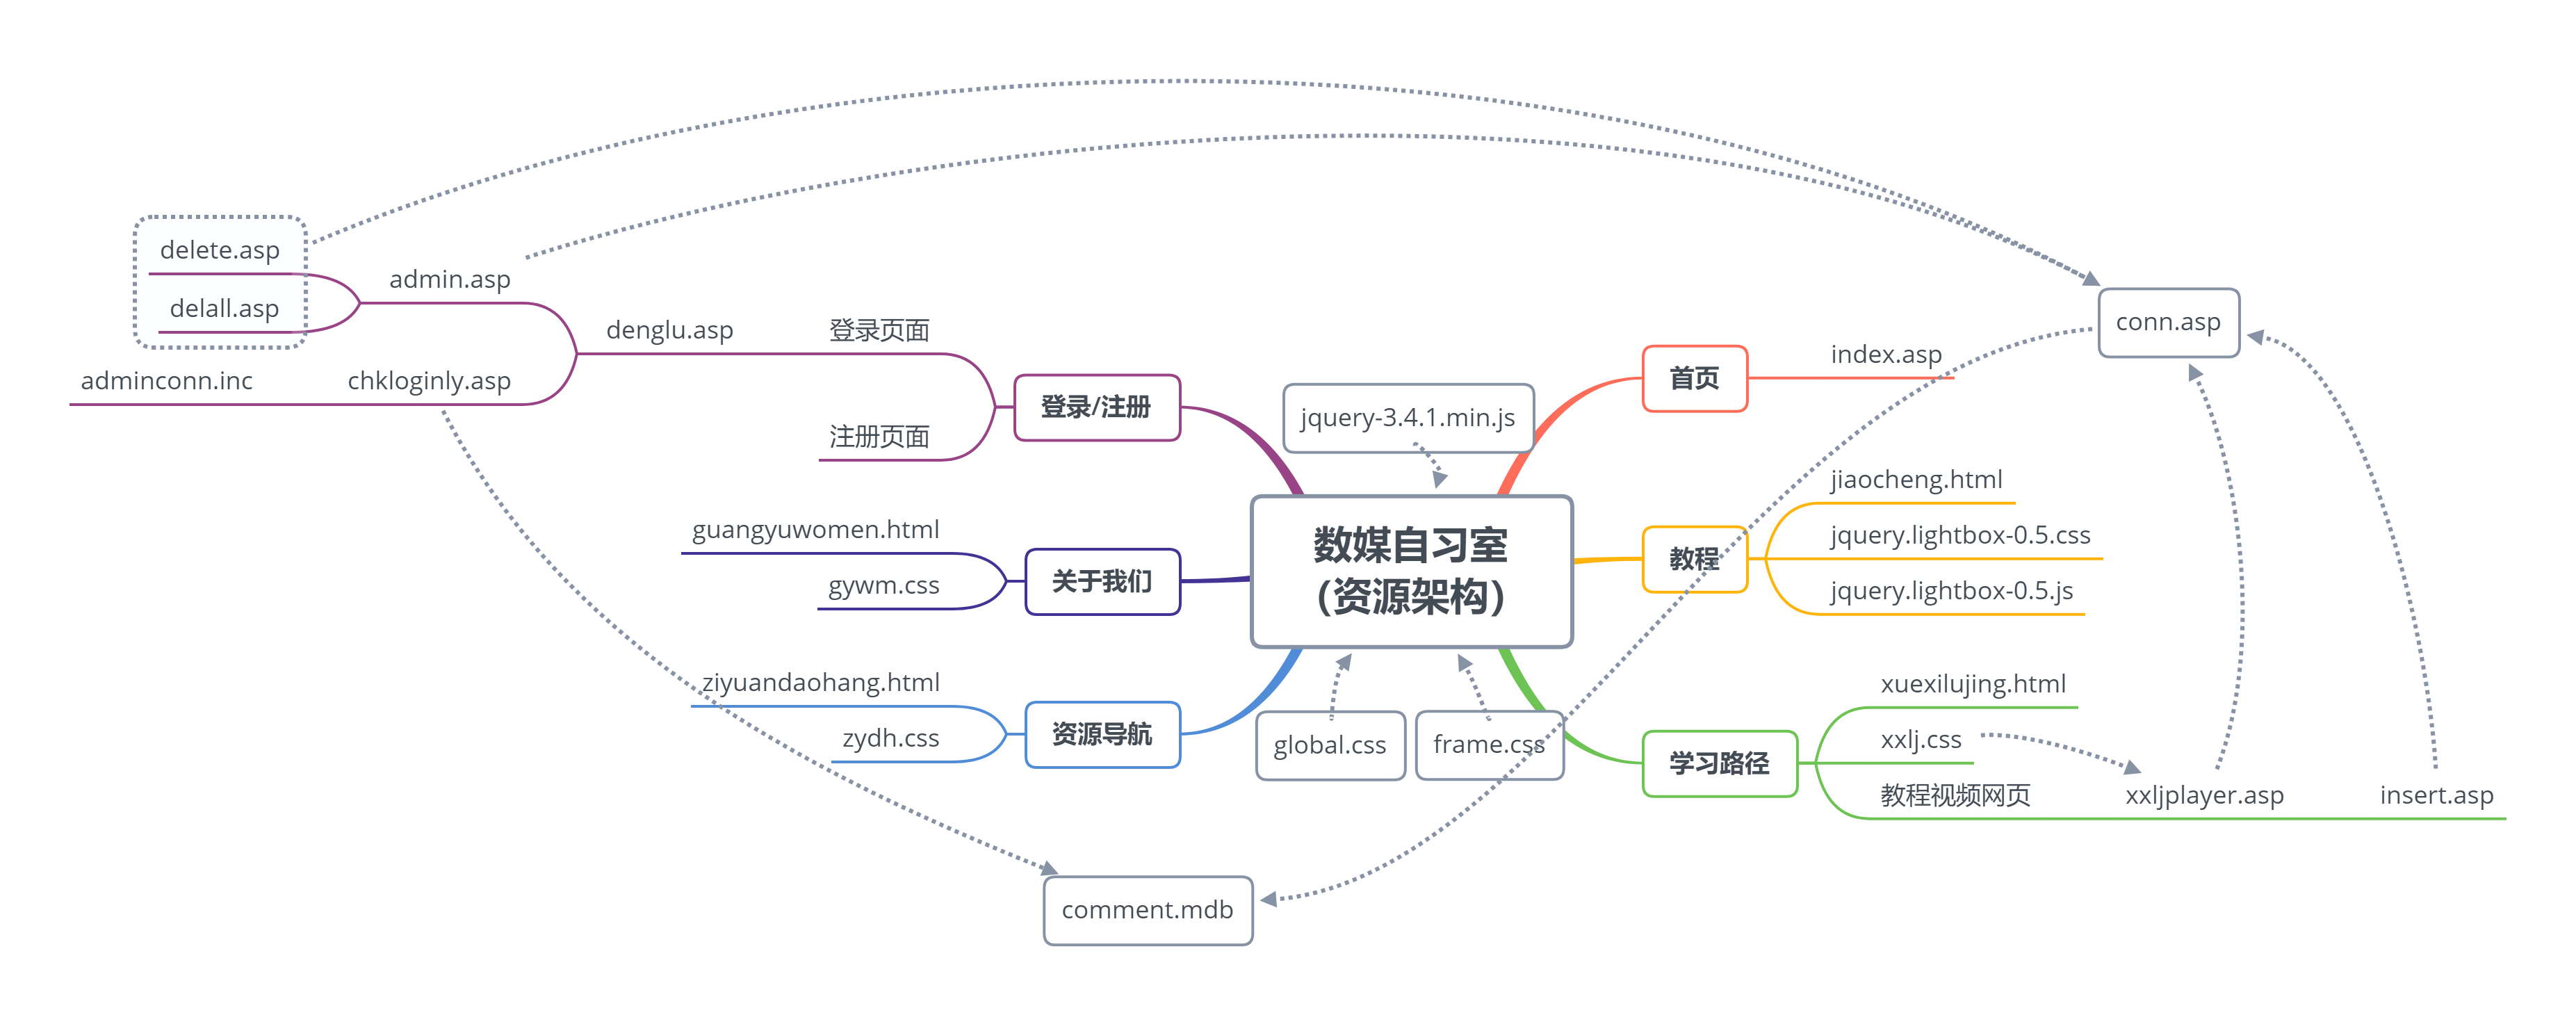 数媒自习室
(资源架构)
jquery-3.4.1.min.js
global.css
frame.css
首页
index.asp
教程
jiaocheng.html
jquery.lightbox-0.5.css
jquery.lightbox-0.5.js
学习路径
xuexilujing.html
xxlj.css
教程视频网页
xxljplayer.asp
insert.asp
conn.asp
登录/注册
登录页面
denglu.asp
admin.asp
delete.asp
delall.asp
chkloginly.asp
adminconn.inc
注册页面
关于我们
guangyuwomen.html
gywm.css
资源导航
ziyuandaohang.html
zydh.css
comment.mdb